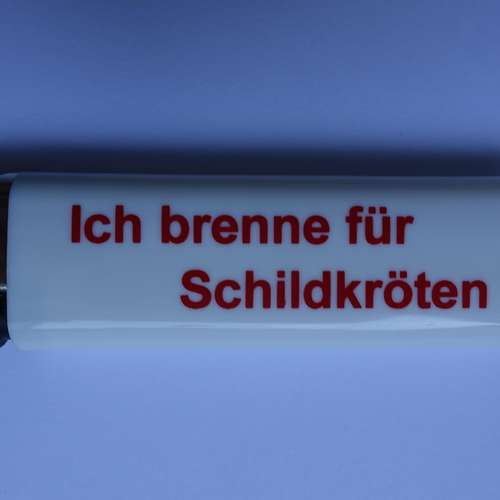 Ich brenne für
Schildkröten